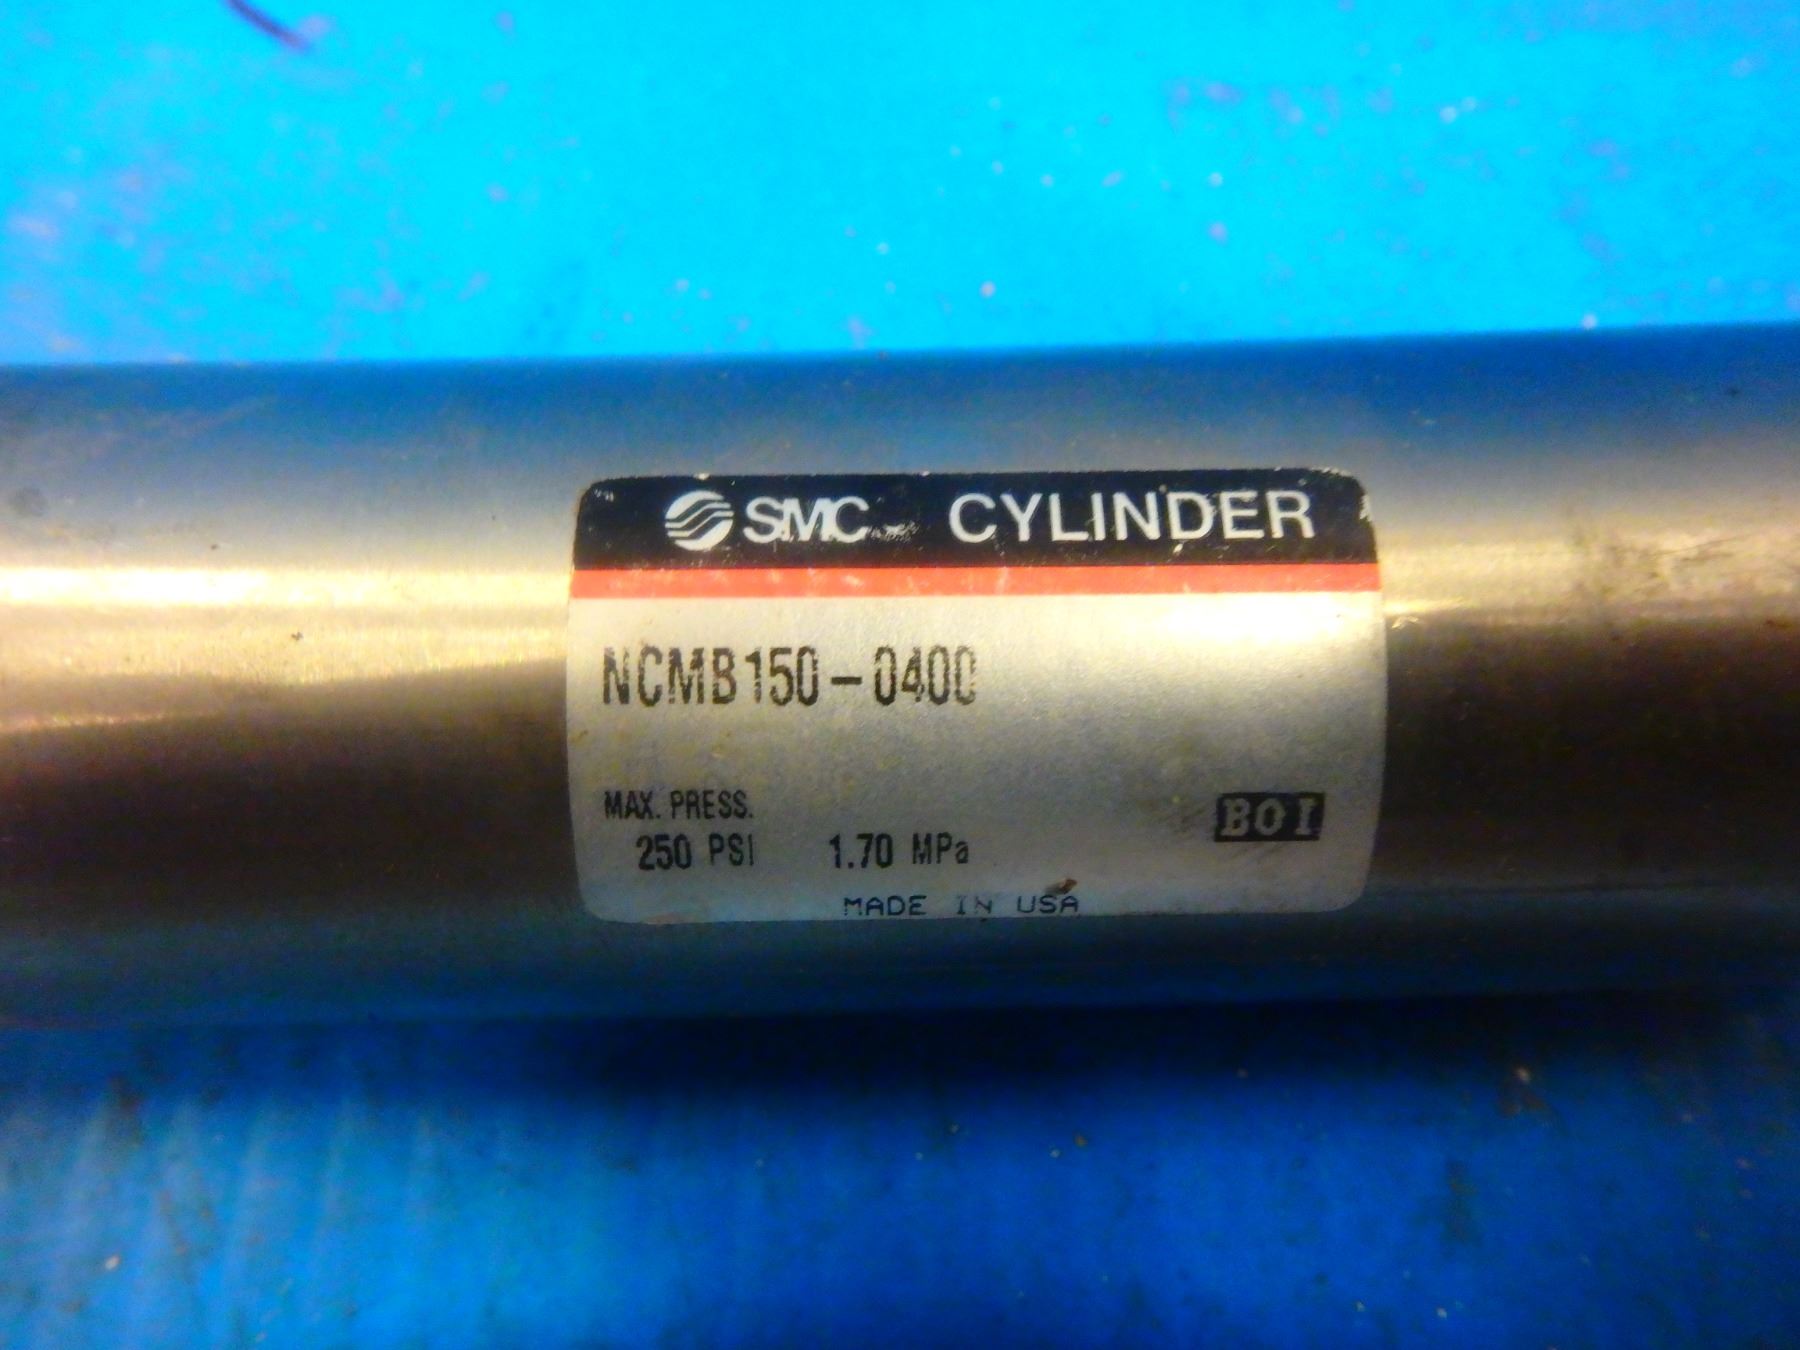 SMC CYLINDER
NCMB150-0400
MAX. PRESS.
250 PSI 1.70 MPa
BOI
MADE IN USA